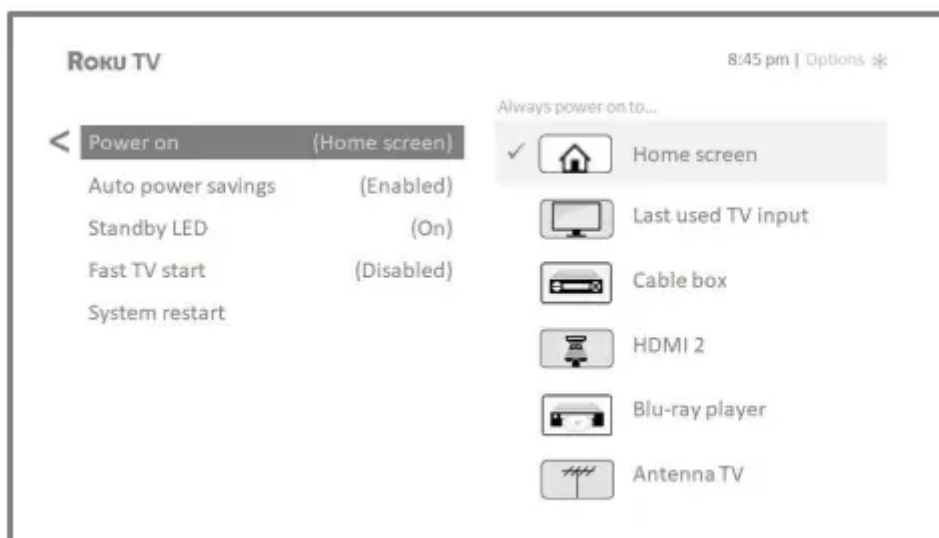 ROKU TV
8:45 pm | Options
Always power on to...
< Power on (Home screen)
Auto power savings (Enabled)
Standby LED (On)
Fast TV start (Disabled)
System restart
✓ Home screen
Last used TV input
Cable box
HDMI 2
Blu-ray player
Antenna TV